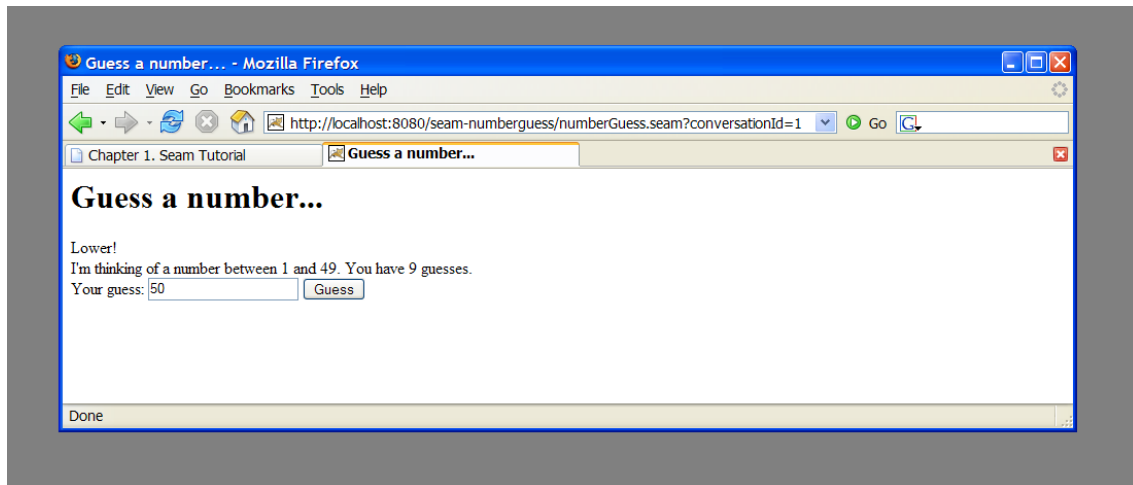 Guess a number... - Mozilla Firefox
File Edit View Go Bookmarks Tools Help
http://localhost:8080/seam-numberguess/numberGuess.seam?conversationId=1 Go G
Chapter 1. Seam Tutorial Guess a number...
Guess a number...
Lower!
I'm thinking of a number between 1 and 49. You have 9 guesses.
Your guess: 50 Guess
Done